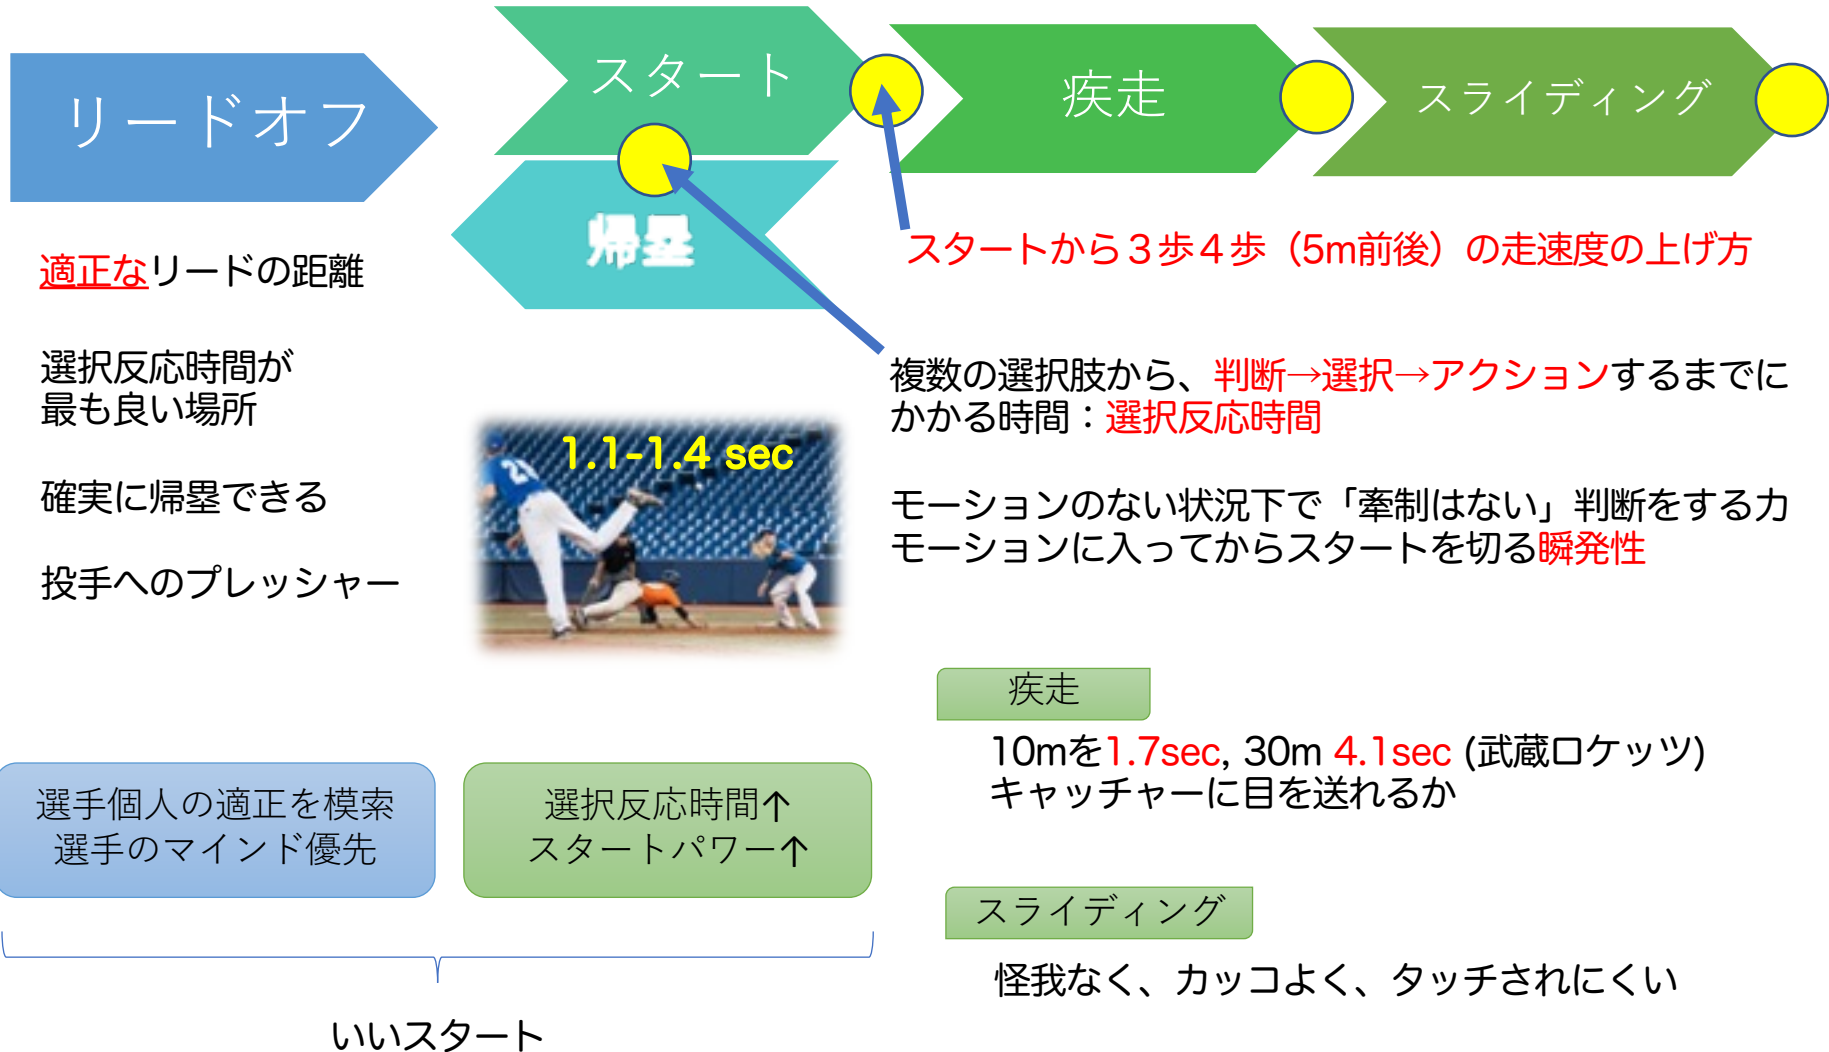 リードオフ
スタート
疾走
スライディング
帰塁
適正なリードの距離
選択反応時間が
最も良い場所
確実に帰塁できる
投手へのプレッシャー
1.1-1.4 sec
21
スタートから３歩４歩（5m前後）の走速度の上げ方
複数の選択肢から、判断→選択→アクションするまでに
かかる時間：選択反応時間
モーションのない状況下で「牽制はない」判断をする力
モーションに入ってからスタートを切る瞬発性
疾走
10mを1.7sec, 30m 4.1sec (武蔵ロケッツ)
キャッチャーに目を送れるか
スライディング
怪我なく、カッコよく、タッチされにくい
選手個人の適正を模索
選手のマインド優先
選択反応時間↑
スタートパワー↑
いいスタート